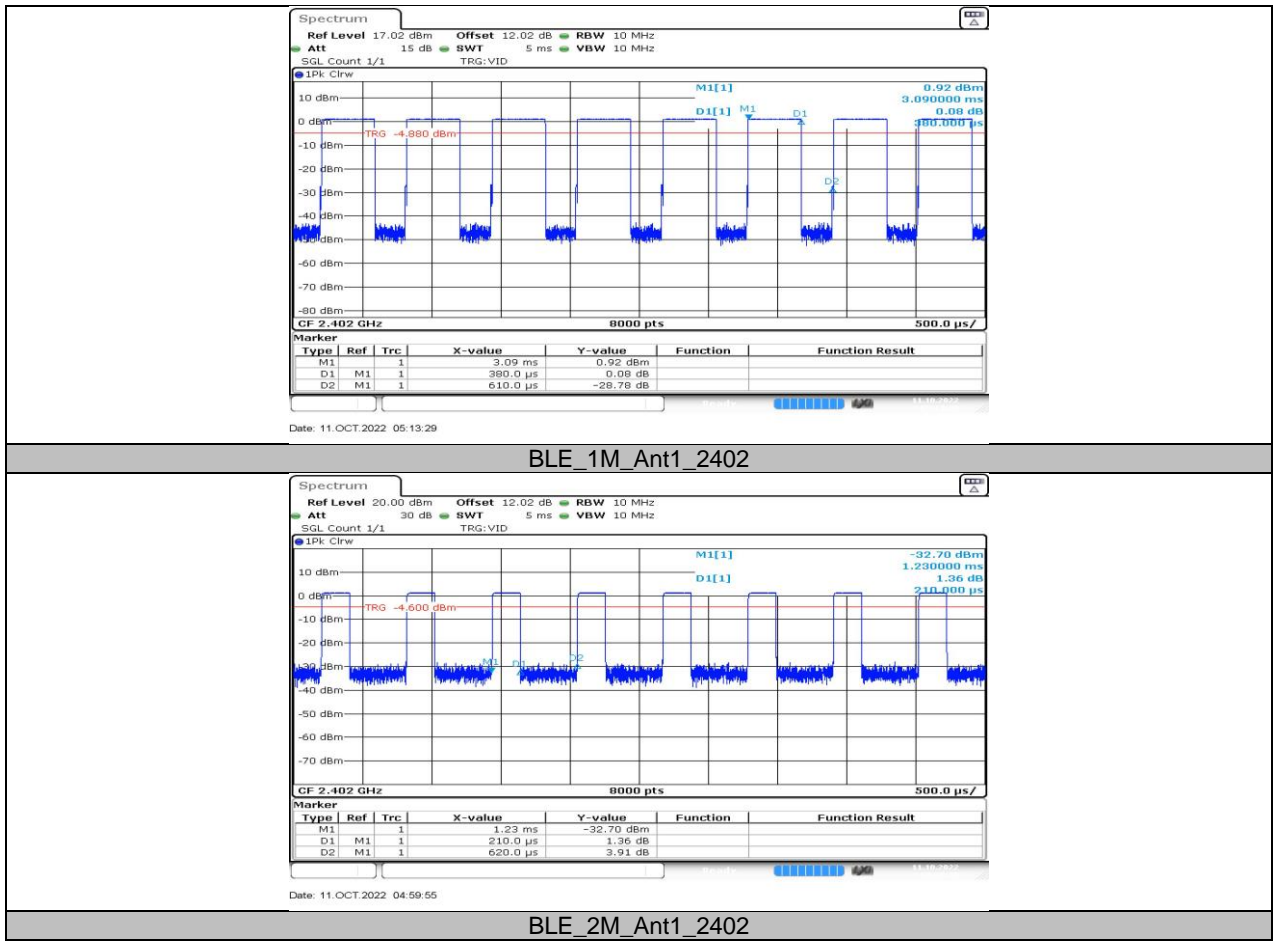 Spectrum
Ref Level 17.02 dBm Offset 12.02 dB RBW 10 MHz
Att 15 dB SWT 5 ms VBW 10 MHz
SGL Count 1/1 TRG:VID
1Pk Clrw
M1[1] 0.92 dBm
3.090000 ms
D1[1] 0.08 dB
380.000 µs
M1
D1
D2
10 dBm
0 dBm
TRG -4.880 dBm
-10 dBm
-20 dBm
-30 dBm
-40 dBm
-50 dBm
-60 dBm
-70 dBm
-80 dBm
CF 2.402 GHz 8000 pts 500.0 µs/
Marker
Type Ref Trc X-value Y-value Function Function Result
M1 1 3.09 ms 0.92 dBm
D1 M1 1 380.0 µs 0.08 dB
D2 M1 1 610.0 µs -28.78 dB
Ready 11.10.2022
Date: 11.OCT.2022 05:13:29
BLE_1M_Ant1_2402
Spectrum
Ref Level 20.00 dBm Offset 12.02 dB RBW 10 MHz
Att 30 dB SWT 5 ms VBW 10 MHz
SGL Count 1/1 TRG:VID
1Pk Clrw
M1[1] -32.70 dBm
1.230000 ms
D1[1] 1.36 dB
210.000 µs
10 dBm
0 dBm
TRG -4.600 dBm
-10 dBm
-20 dBm
M1
D1
D2
-30 dBm
-40 dBm
-50 dBm
-60 dBm
-70 dBm
CF 2.402 GHz 8000 pts 500.0 µs/
Marker
Type Ref Trc X-value Y-value Function Function Result
M1 1 1.23 ms -32.70 dBm
D1 M1 1 210.0 µs 1.36 dB
D2 M1 1 620.0 µs 3.91 dB
Ready 11.10.2022
Date: 11.OCT.2022 04:59:55
BLE_2M_Ant1_2402